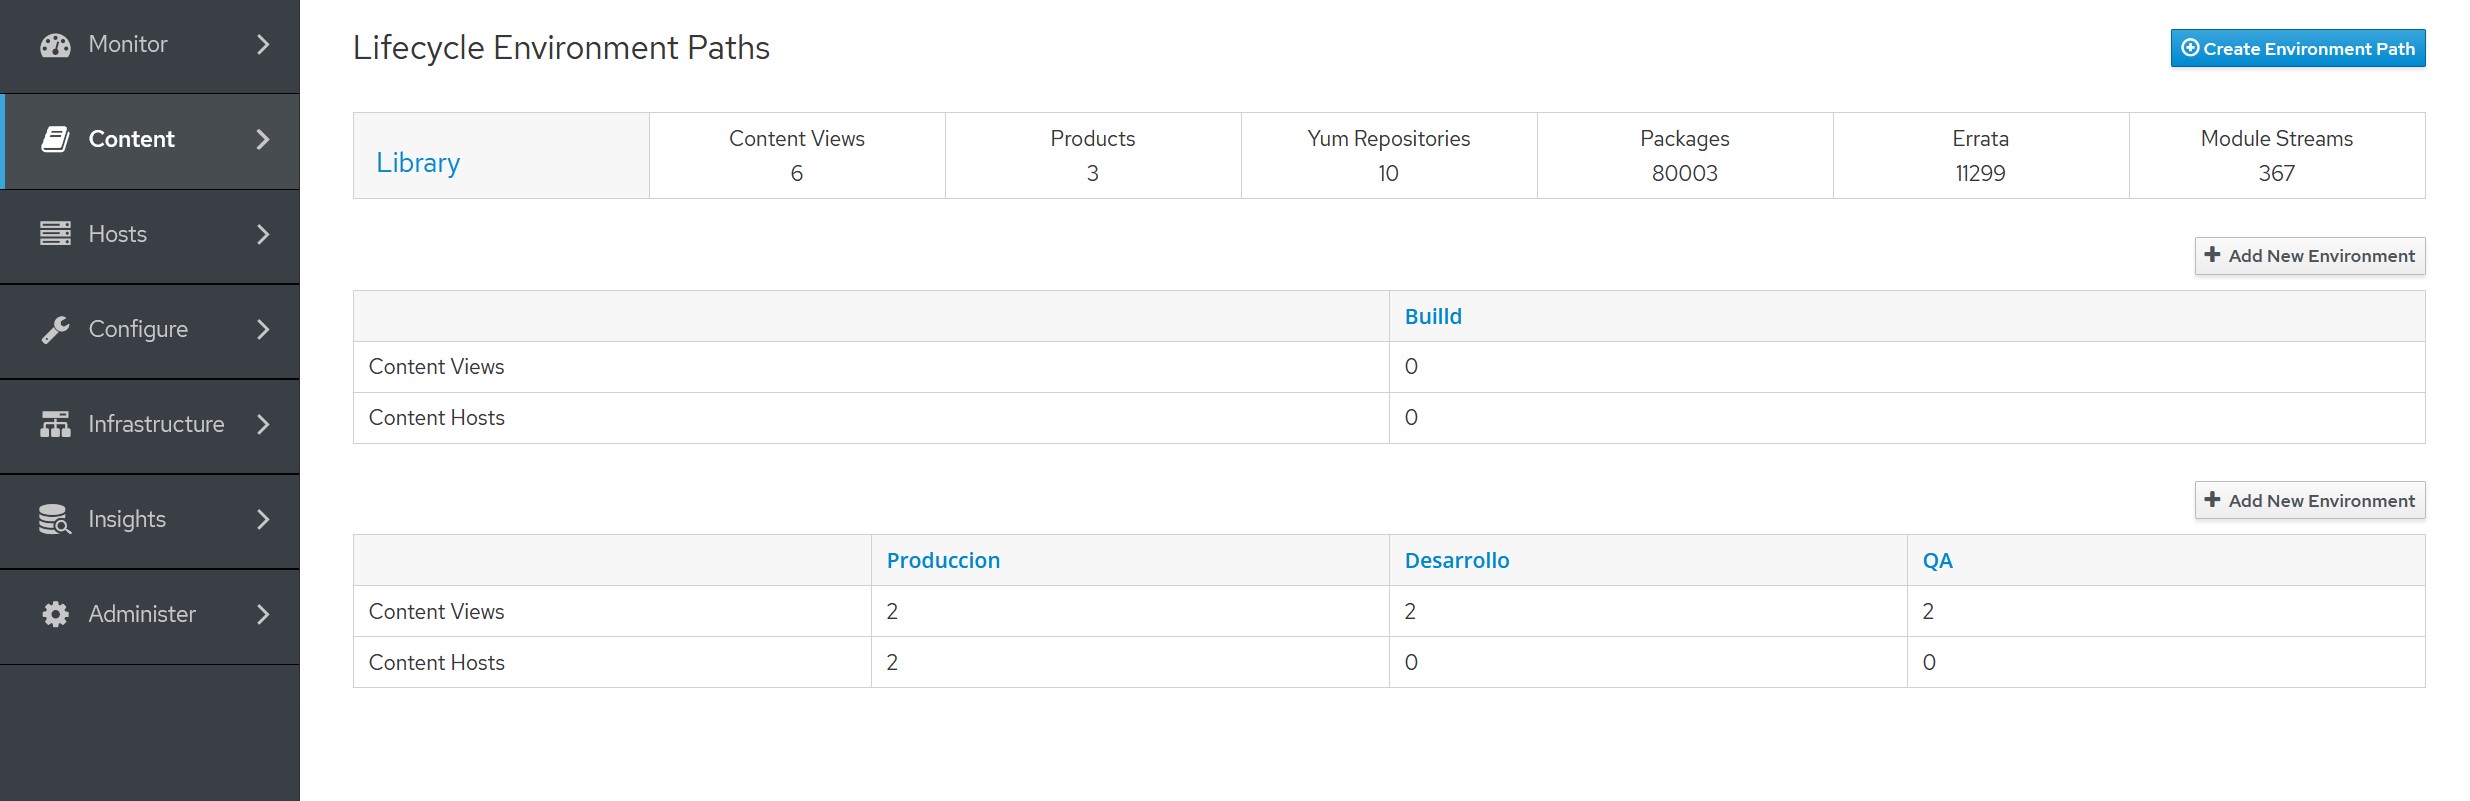 Monitor
Content
Hosts
Configure
Infrastructure
Insights
Administer
Lifecycle Environment Paths
Create Environment Path
Library
Content Views Products Yum Repositories Packages Errata Module Streams
6 3 10 80003 11299 367
Add New Environment
Builld
Content Views 0
Content Hosts 0
Add New Environment
Produccion Desarrollo QA
Content Views 2 2 2
Content Hosts 2 0 0